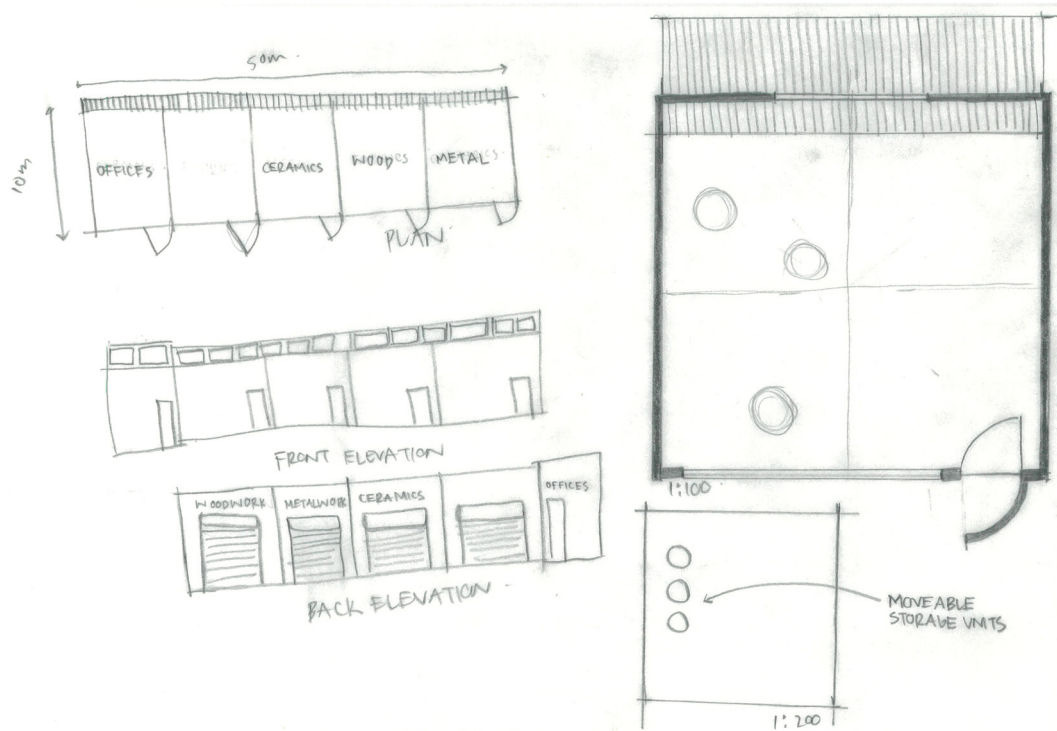 50m
10m
OFFICES
CERAMICS
WOOD
METAL
PLAN
FRONT ELEVATION
WOODWORK
METALWORK
CERAMICS
OFFICES
BACK ELEVATION
1:100
MOVEABLE
STORAGE UNITS
1:200